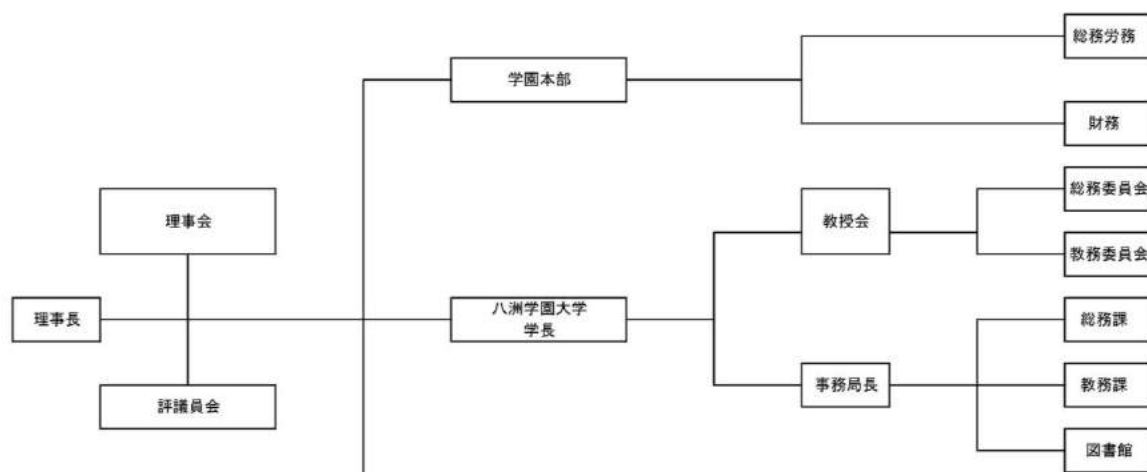 総務労務
学園本部
財務
総務委員会
理事会
教授会
教務委員会
理事長
八洲学園大学
学長
総務課
評議員会
事務局長
教務課
図書館